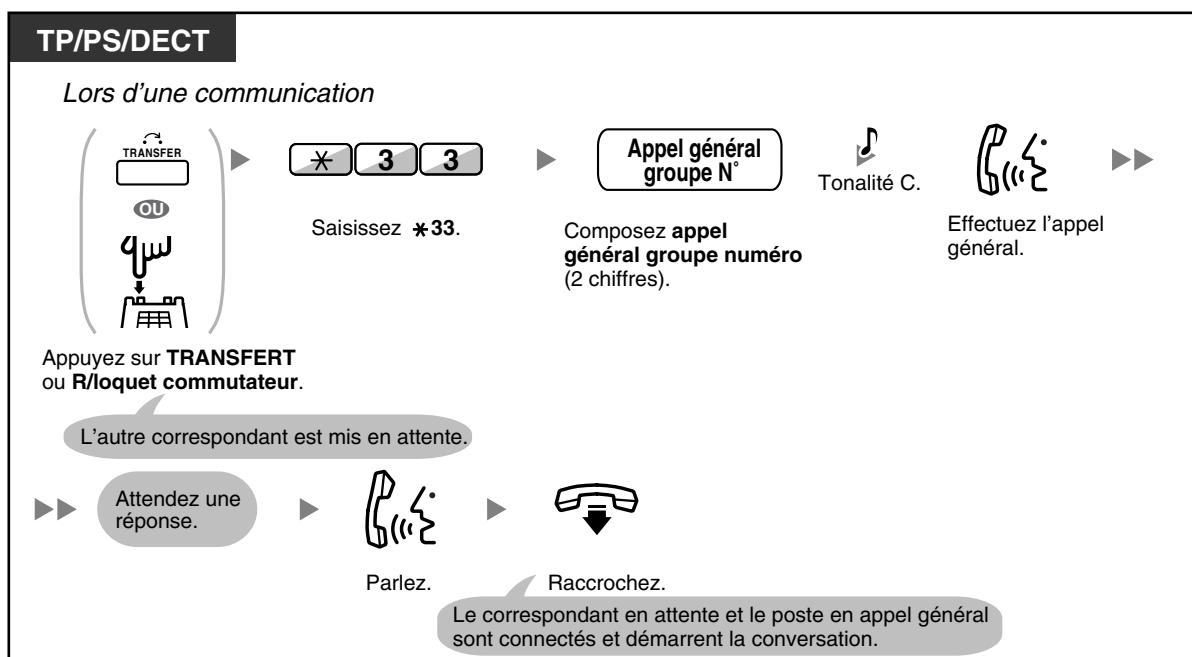 TP/PS/DECT
Lors d'une communication
TRANSFER
OU
Appuyez sur TRANSFERT
ou R/loquet commutateur.
L'autre correspondant est mis en attente.
* 3 3
Saisissez *33.
Appel général
groupe N°
Composez appel
général groupe numéro
(2 chiffres).
Tonalité C.
Effectuez l'appel
général.
Attendez une
réponse.
Parlez.
Raccrochez.
Le correspondant en attente et le poste en appel général
sont connectés et démarrent la conversation.